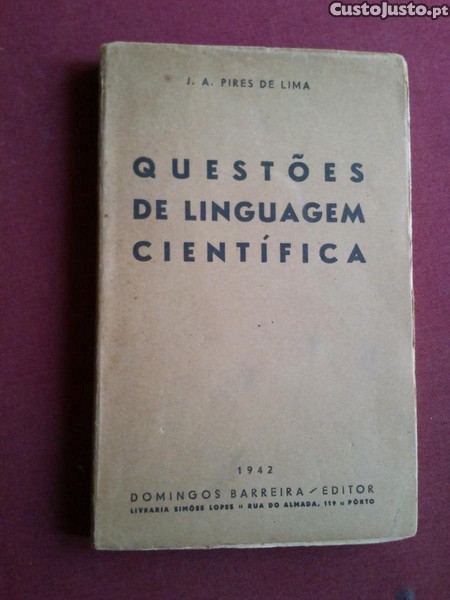 CustoJusto.pt
J. A. PIRES DE LIMA
QUESTÕES
DE LINGUAGEM
CIENTÍFICA
1942
DOMINGOS BARREIRA — EDITOR
LIVRARIA SIMÕES LOPES :: RUA DO ALMADA, 119 :: PÔRTO